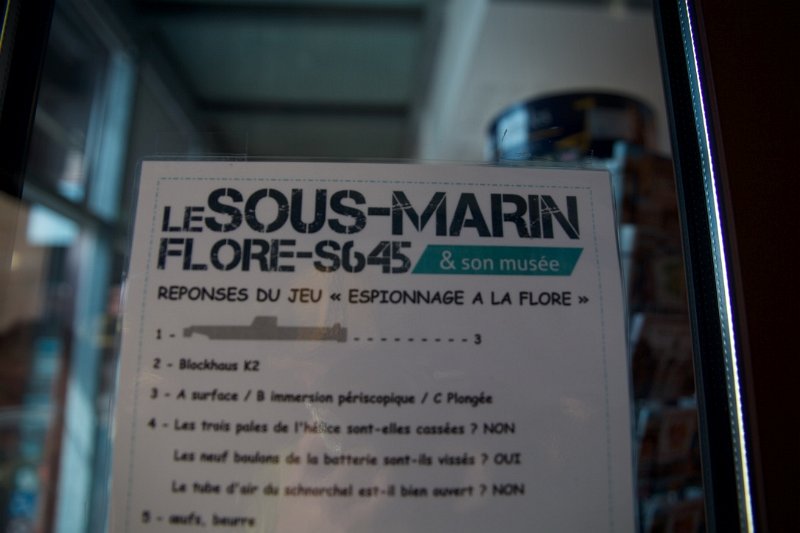 LE SOUS-MARIN
FLORE-S645 & son musée
REPONSES DU JEU « ESPIONNAGE A LA FLORE »
1 - - - - - - - - - - 3
2 - Blockhaus K2
3 - A surface / B immersion périscopique / C Plongée
4 - Les trois pales de l'hélice sont-elles cassées ? NON
Les neuf boulons de la batterie sont-ils vissés ? OUI
Le tube d'air du schnorchel est-il bien ouvert ? NON
5 - œufs, beurre